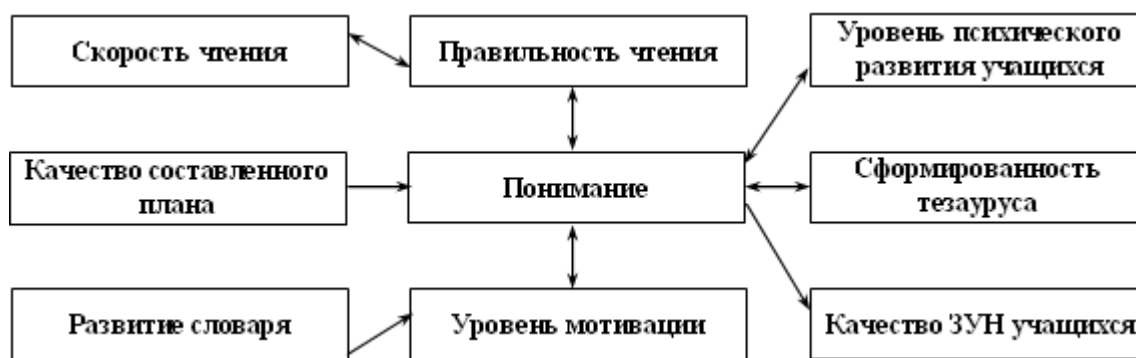 Скорость чтения
Правильность чтения
Уровень психического
развития учащихся
Качество составленного
плана
Понимание
Сформированность
тезауруса
Развитие словаря
Уровень мотивации
Качество ЗУН учащихся